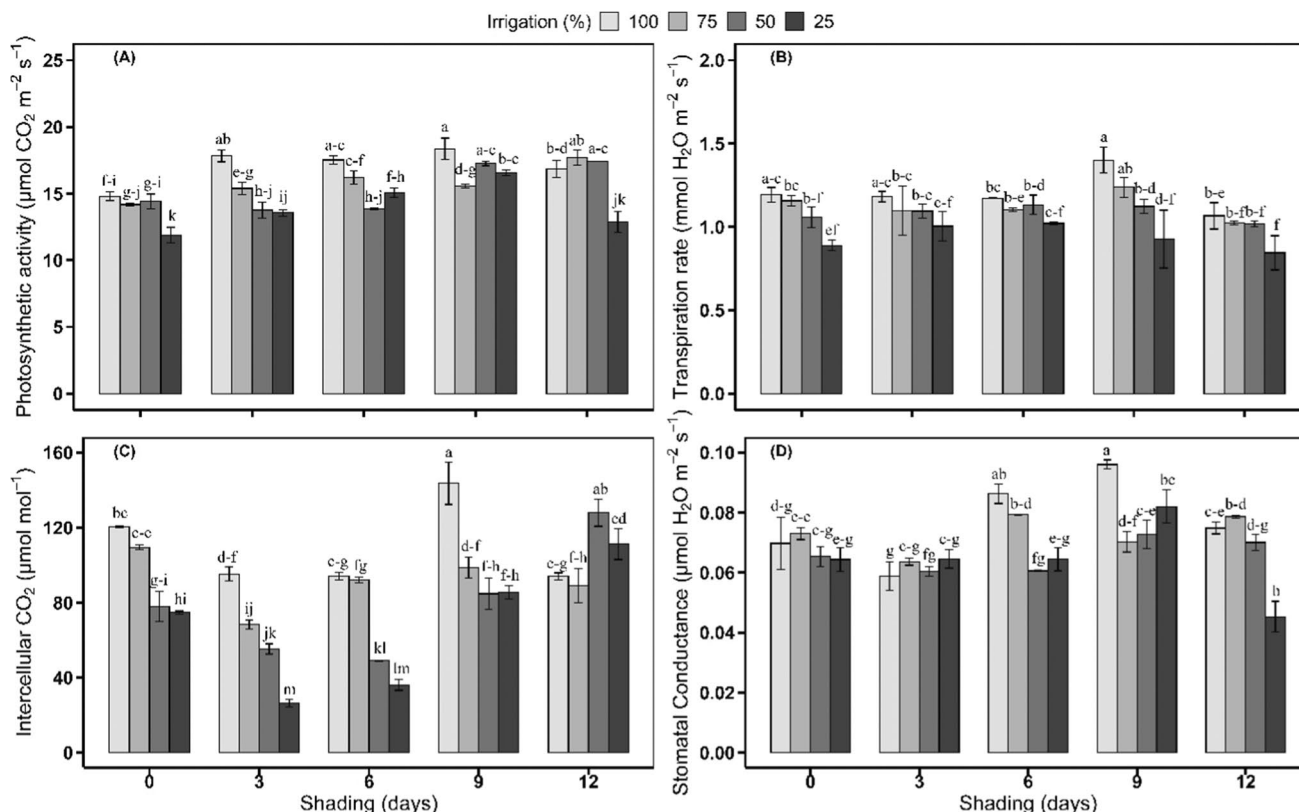 Irrigation (%) 100 75 50 25
(A)
Photosynthetic activity (µmol CO₂ m⁻² s⁻¹)
25
20
15
10
5
0
f-i g-j g-i k
ab e-g h-j ij
a-c c-f h-j f-h
a d-g a-c b-e
b-d ab a-c jk
(B)
Transpiration rate (mmol H₂O m⁻² s⁻¹)
2.0
1.5
1.0
0.5
0.0
a-c bc b-f ef
a-c b-e b-e c-f
bc b-e b-d c-f
a ab b-d d-f
b-e b-f b-f f
(C)
Intercellular CO₂ (µmol mol⁻¹)
160
120
80
40
0
bc c-e g-i hi
d-f ij jk m
e-g fg kl lm
a d-f f-h f-h
e-g f-h ab cd
0 3 6 9 12
Shading (days)
(D)
Stomatal Conductance (µmol H₂O m⁻² s⁻¹)
0.10
0.08
0.06
0.04
0.02
0.00
d-g c-e c-g e-g
g e-g fg e-g
ab b-d fg e-g
a d-f c-e bc
c-e b-d d-g h
0 3 6 9 12
Shading (days)